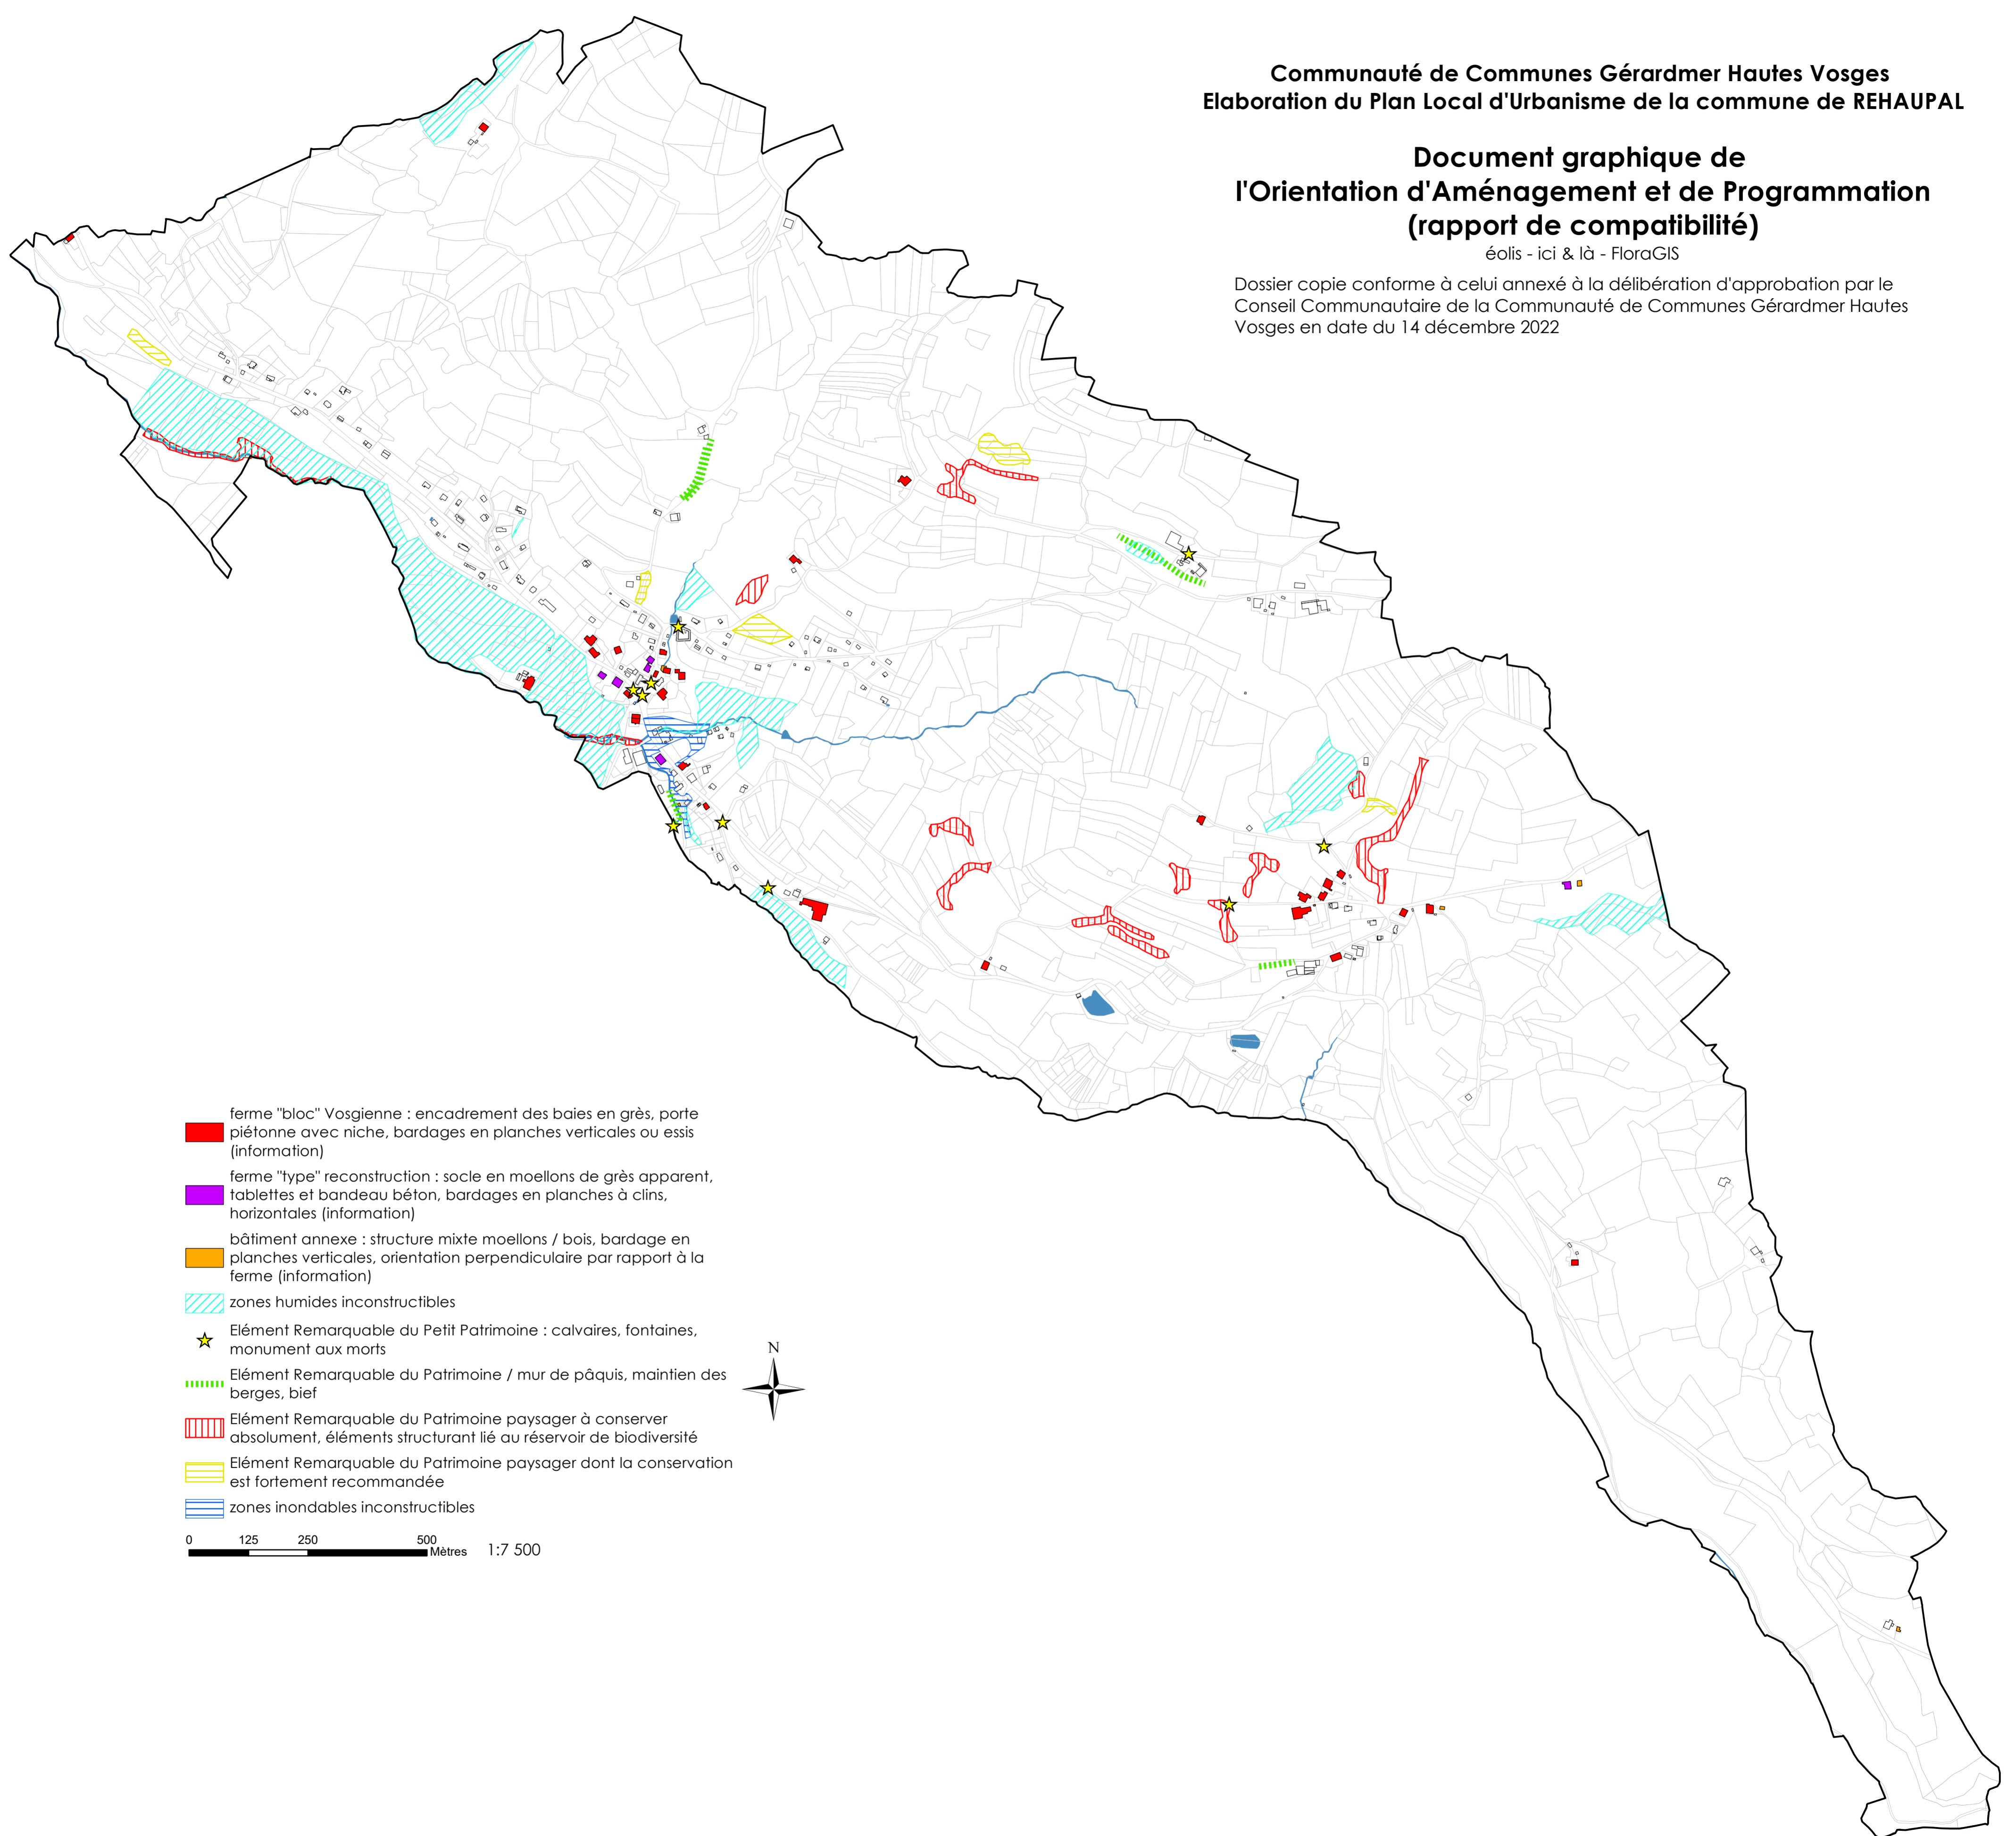 Communauté de Communes Gérardmer Hautes Vosges
Elaboration du Plan Local d'Urbanisme de la commune de REHAUPAL
Document graphique de
l'Orientation d'Aménagement et de Programmation
(rapport de compatibilité)
éolis - ici & là - FloraGIS
Dossier copie conforme à celui annexé à la délibération d'approbation par le
Conseil Communautaire de la Communauté de Communes Gérardmer Hautes
Vosges en date du 14 décembre 2022
ferme "bloc" Vosgienne : encadrement des baies en grès, porte
piétonne avec niche, bardages en planches verticales ou essis
(information)
ferme "type" reconstruction : socle en moellons de grès apparent,
tablettes et bandeau béton, bardages en planches à clins,
horizontales (information)
bâtiment annexe : structure mixte moellons / bois, bardage en
planches verticales, orientation perpendiculaire par rapport à la
ferme (information)
zones humides inconstructibles
Elément Remarquable du Petit Patrimoine : calvaires, fontaines,
monument aux morts
Elément Remarquable du Patrimoine / mur de pâquis, maintien des
berges, bief
Elément Remarquable du Patrimoine paysager à conserver
absolument, éléments structurant lié au réservoir de biodiversité
Elément Remarquable du Patrimoine paysager dont la conservation
est fortement recommandée
zones inondables inconstructibles
N
0 125 250 500
Mètres 1:7 500